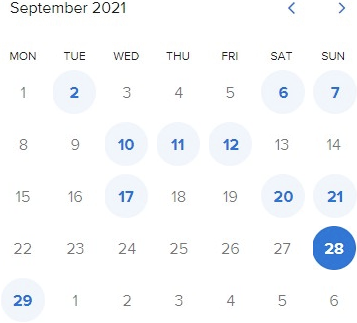 September 2021
MON TUE WED THU FRI SAT SUN
1 2 3 4 5 6 7
8 9 10 11 12 13 14
15 16 17 18 19 20 21
22 23 24 25 26 27 28
29 1 2 3 4 5 6